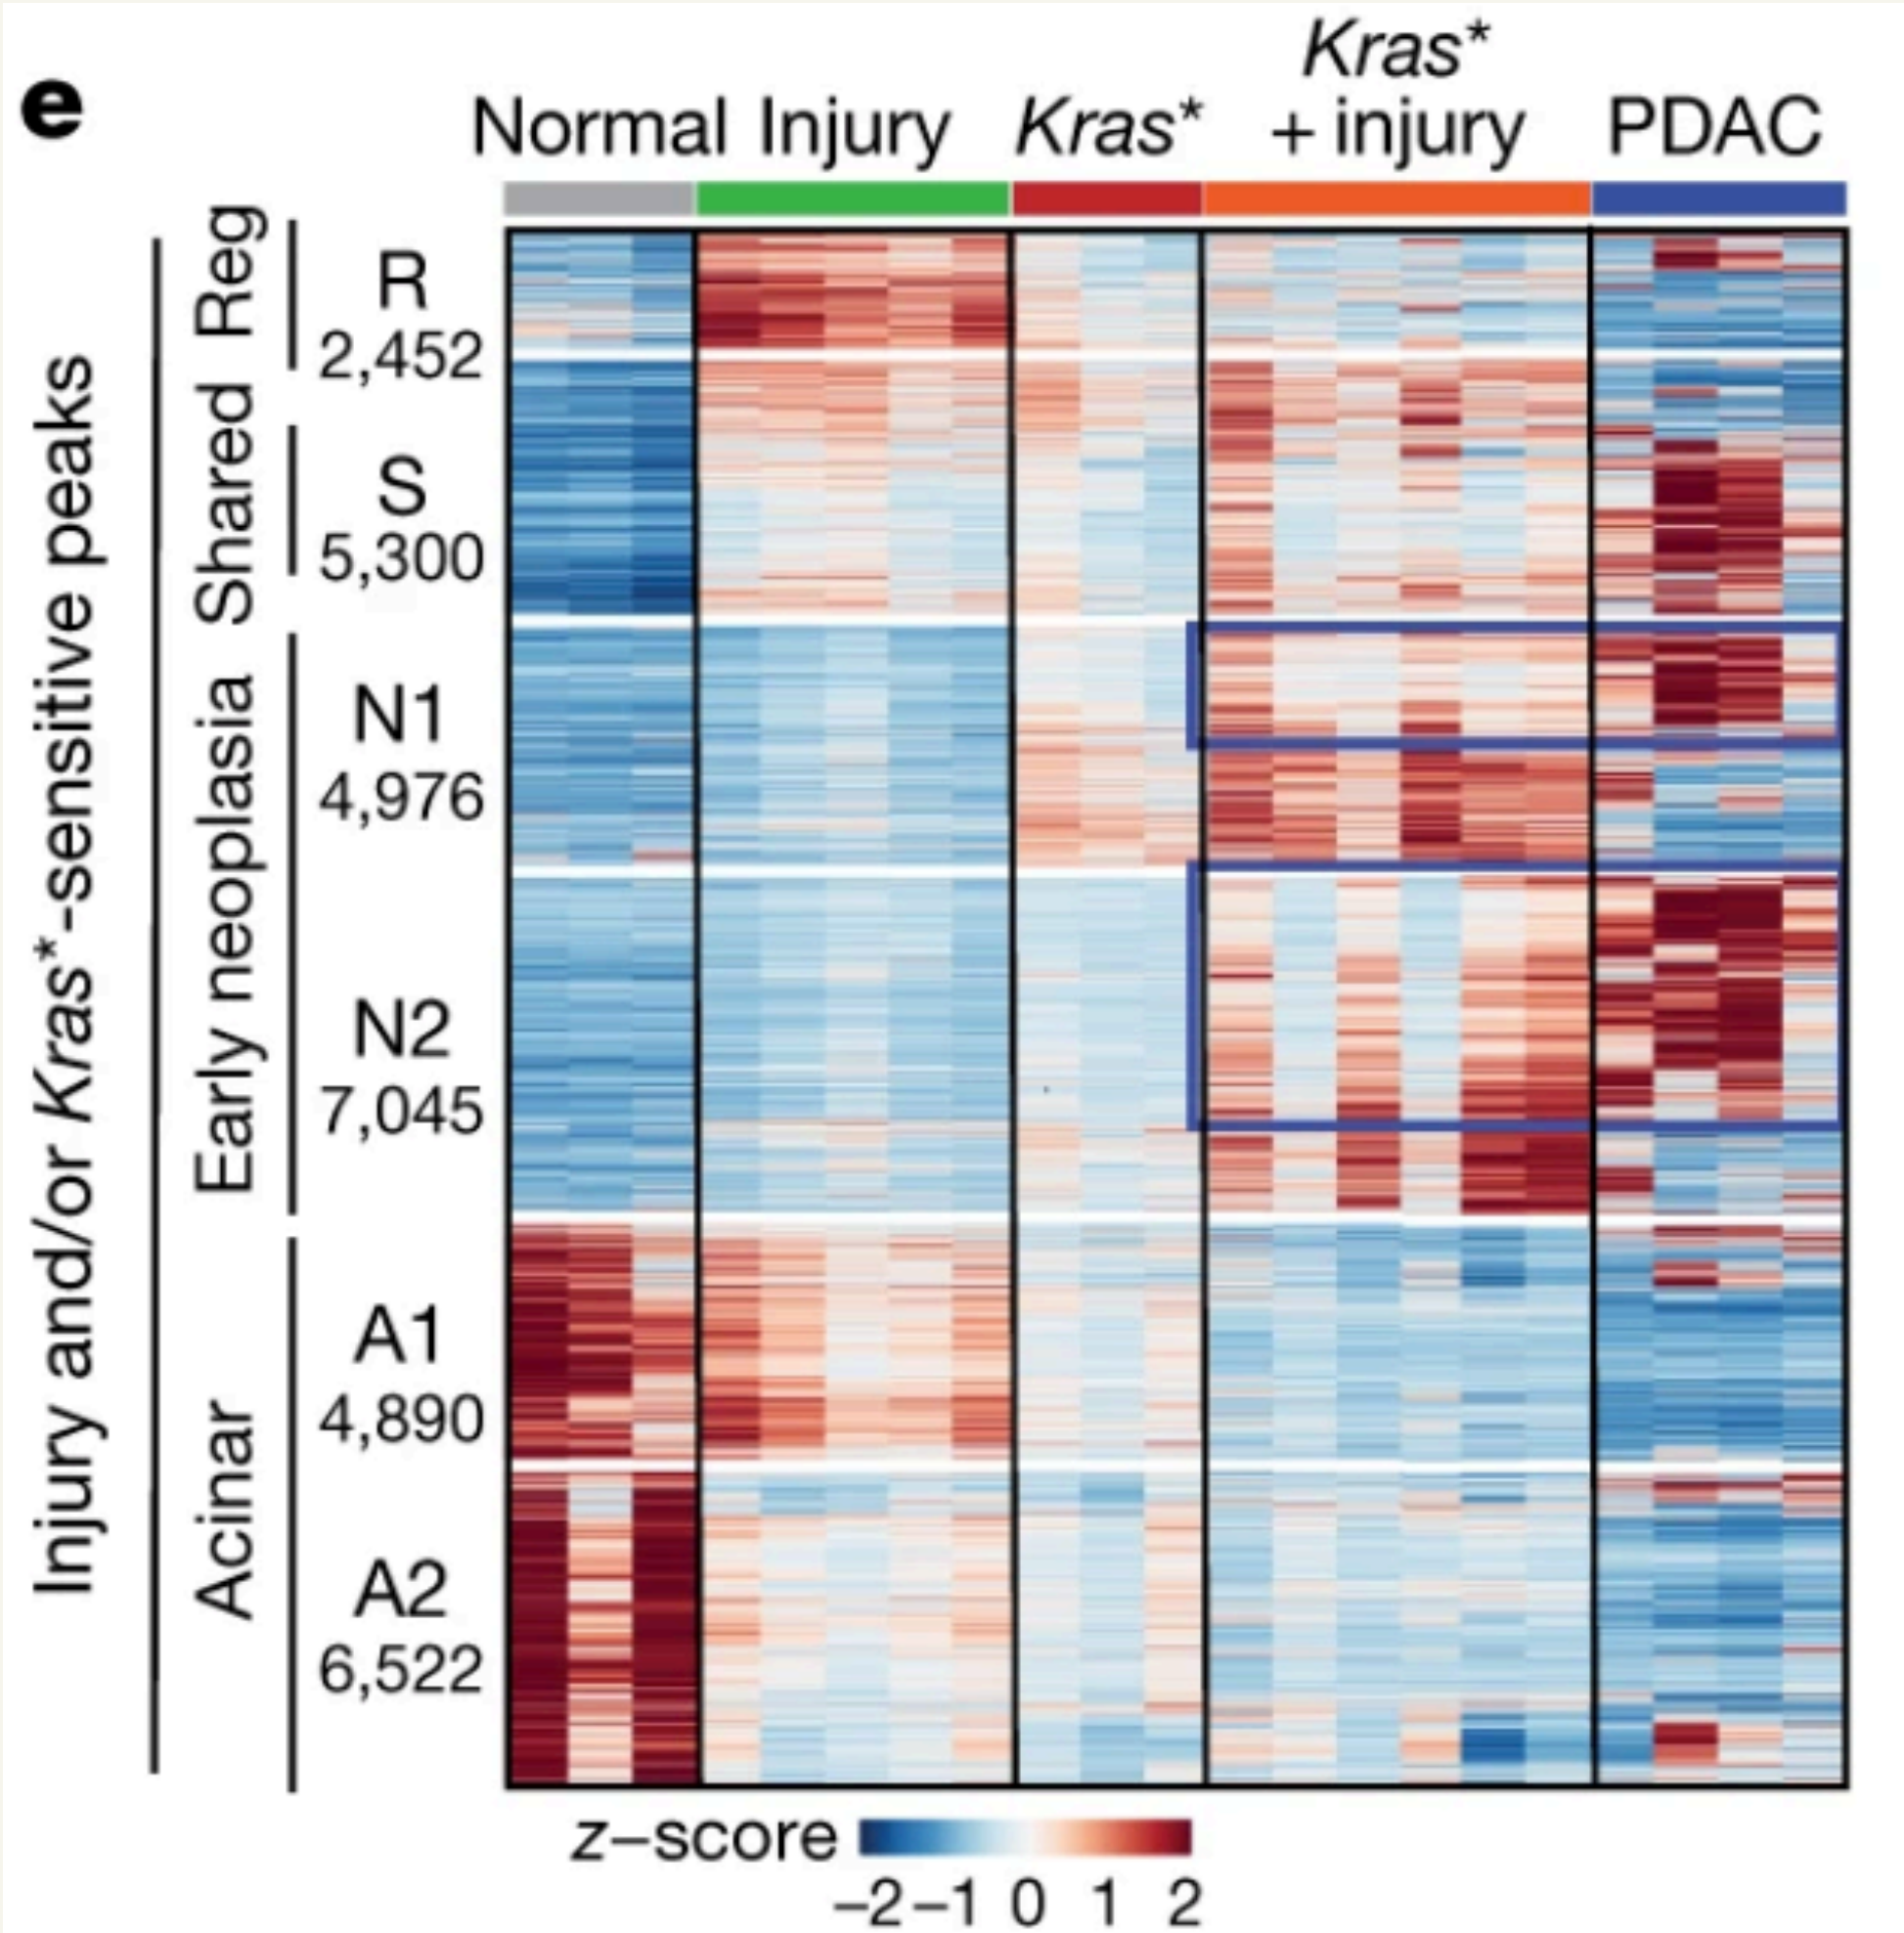 e
Normal Injury Kras* Kras* + injury PDAC
Injury and/or Kras*-sensitive peaks
Reg
R
2,452
Shared
S
5,300
Early neoplasia
N1
4,976
N2
7,045
Acinar
A1
4,890
A2
6,522
z–score
–2 –1 0 1 2